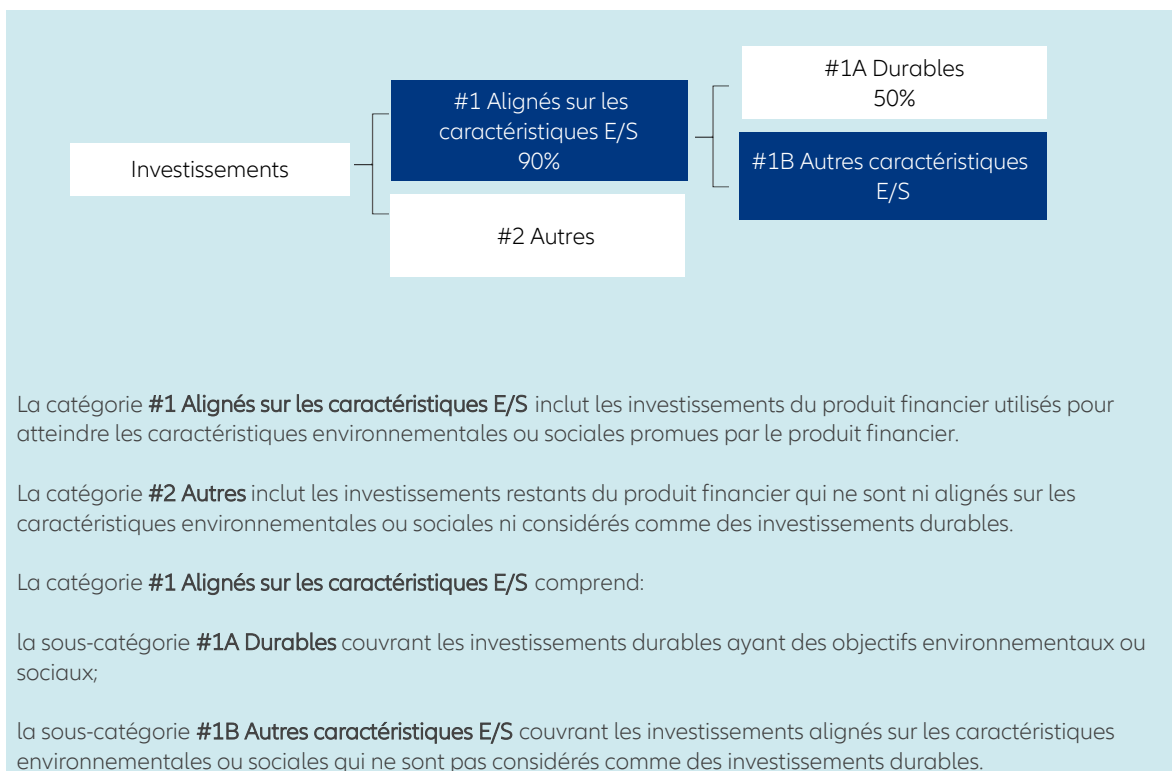 Investissements
#1 Alignés sur les
caractéristiques E/S
90%
#2 Autres
#1A Durables
50%
#1B Autres caractéristiques
E/S
La catégorie #1 Alignés sur les caractéristiques E/S inclut les investissements du produit financier utilisés pour
atteindre les caractéristiques environnementales ou sociales promues par le produit financier.
La catégorie #2 Autres inclut les investissements restants du produit financier qui ne sont ni alignés sur les
caractéristiques environnementales ou sociales ni considérés comme des investissements durables.
La catégorie #1 Alignés sur les caractéristiques E/S comprend:
la sous-catégorie #1A Durables couvrant les investissements durables ayant des objectifs environnementaux ou
sociaux;
la sous-catégorie #1B Autres caractéristiques E/S couvrant les investissements alignés sur les caractéristiques
environnementales ou sociales qui ne sont pas considérés comme des investissements durables.